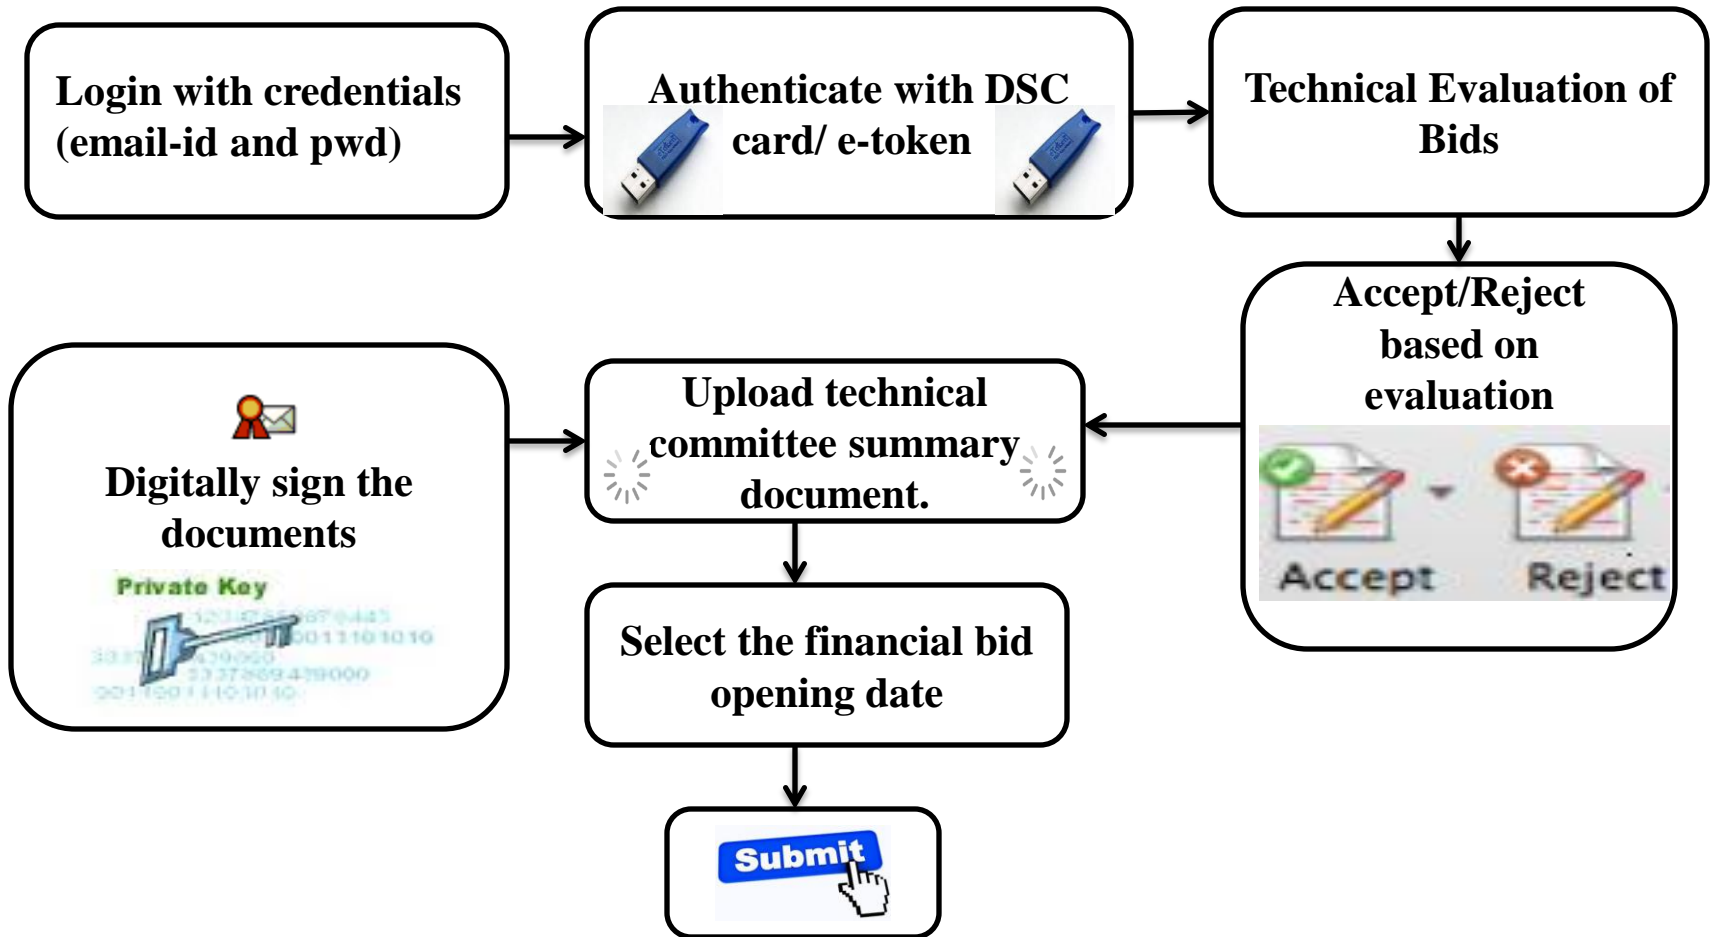 Login with credentials
(email-id and pwd)
Authenticate with DSC
card/ e-token
Technical Evaluation of
Bids
Accept/Reject
based on
evaluation
Accept
Reject
Upload technical
committee summary
document.
Digitally sign the
documents
Private Key
Select the financial bid
opening date
Submit